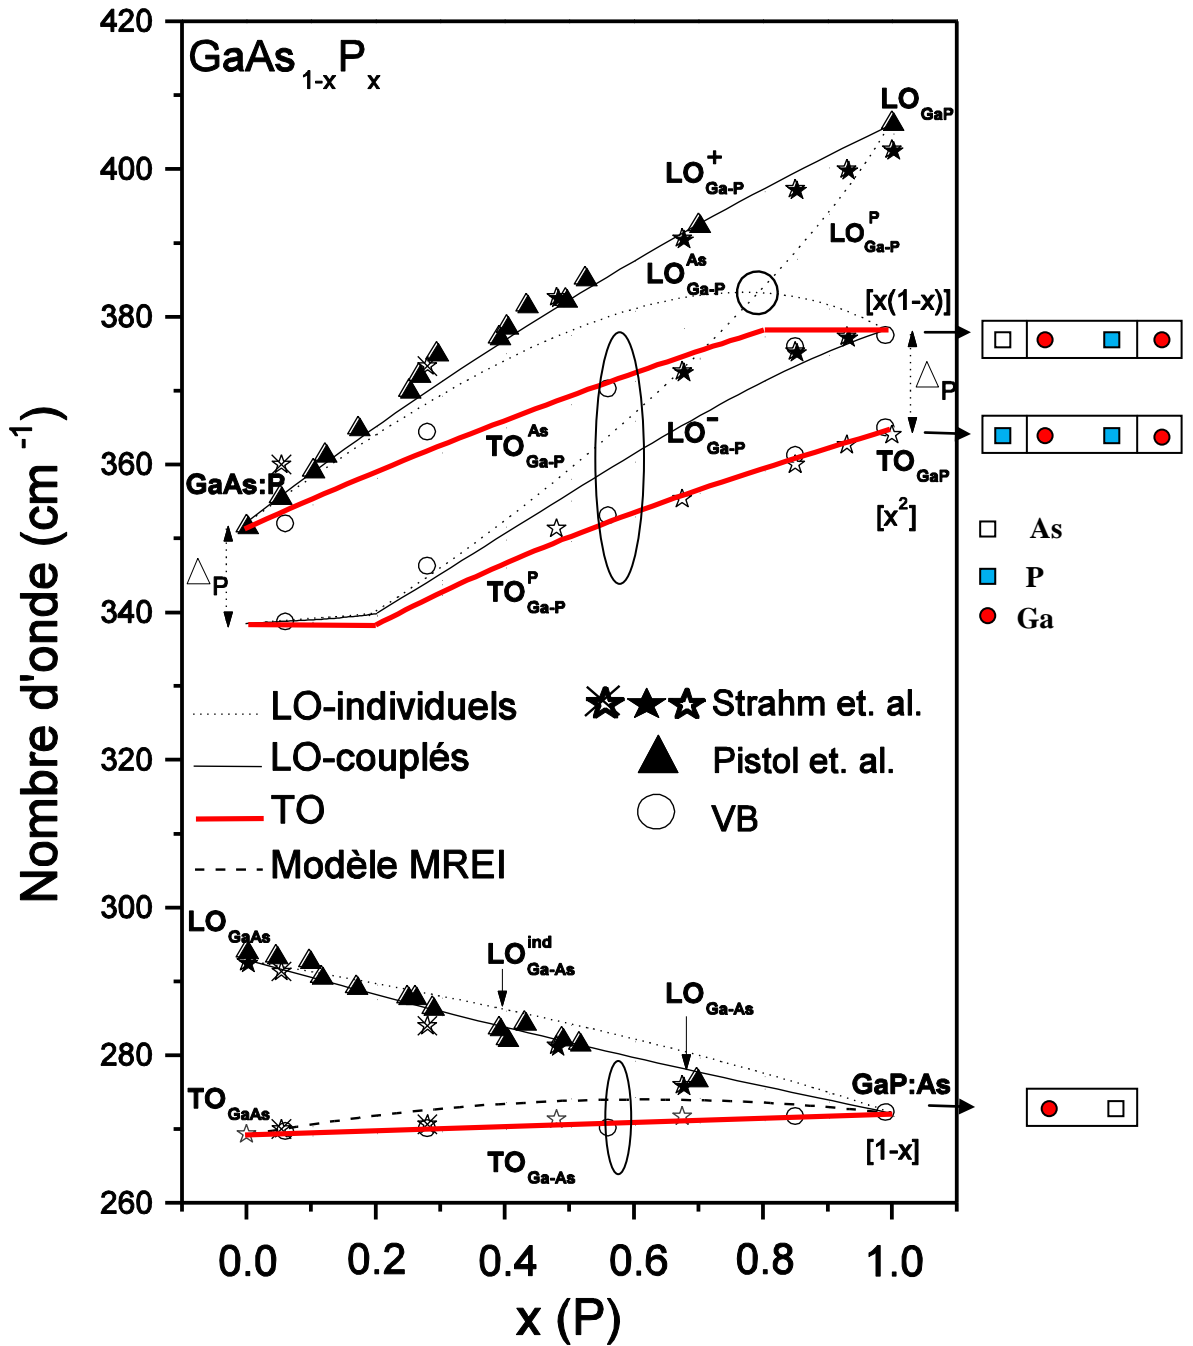 GaAs1-xPx
420
400
380
360
340
320
300
280
260
Nombre d'onde (cm-1)
LOGaP
LO+Ga-P
LOPGa-P
LOAsGa-P
[x(1-x)]
ΔP
TOAsGa-P
LO-Ga-P
TOGaP
GaAs:P
[x2]
ΔP
TOPGa-P
As
P
Ga
LO-individuels
LO-couplés
TO
Modèle MREI
Strahm et. al.
Pistol et. al.
VB
LOGaAs
LOindGa-As
LOGa-As
GaP:As
TOGaAs
[1-x]
TOGa-As
0.0 0.2 0.4 0.6 0.8 1.0
x (P)